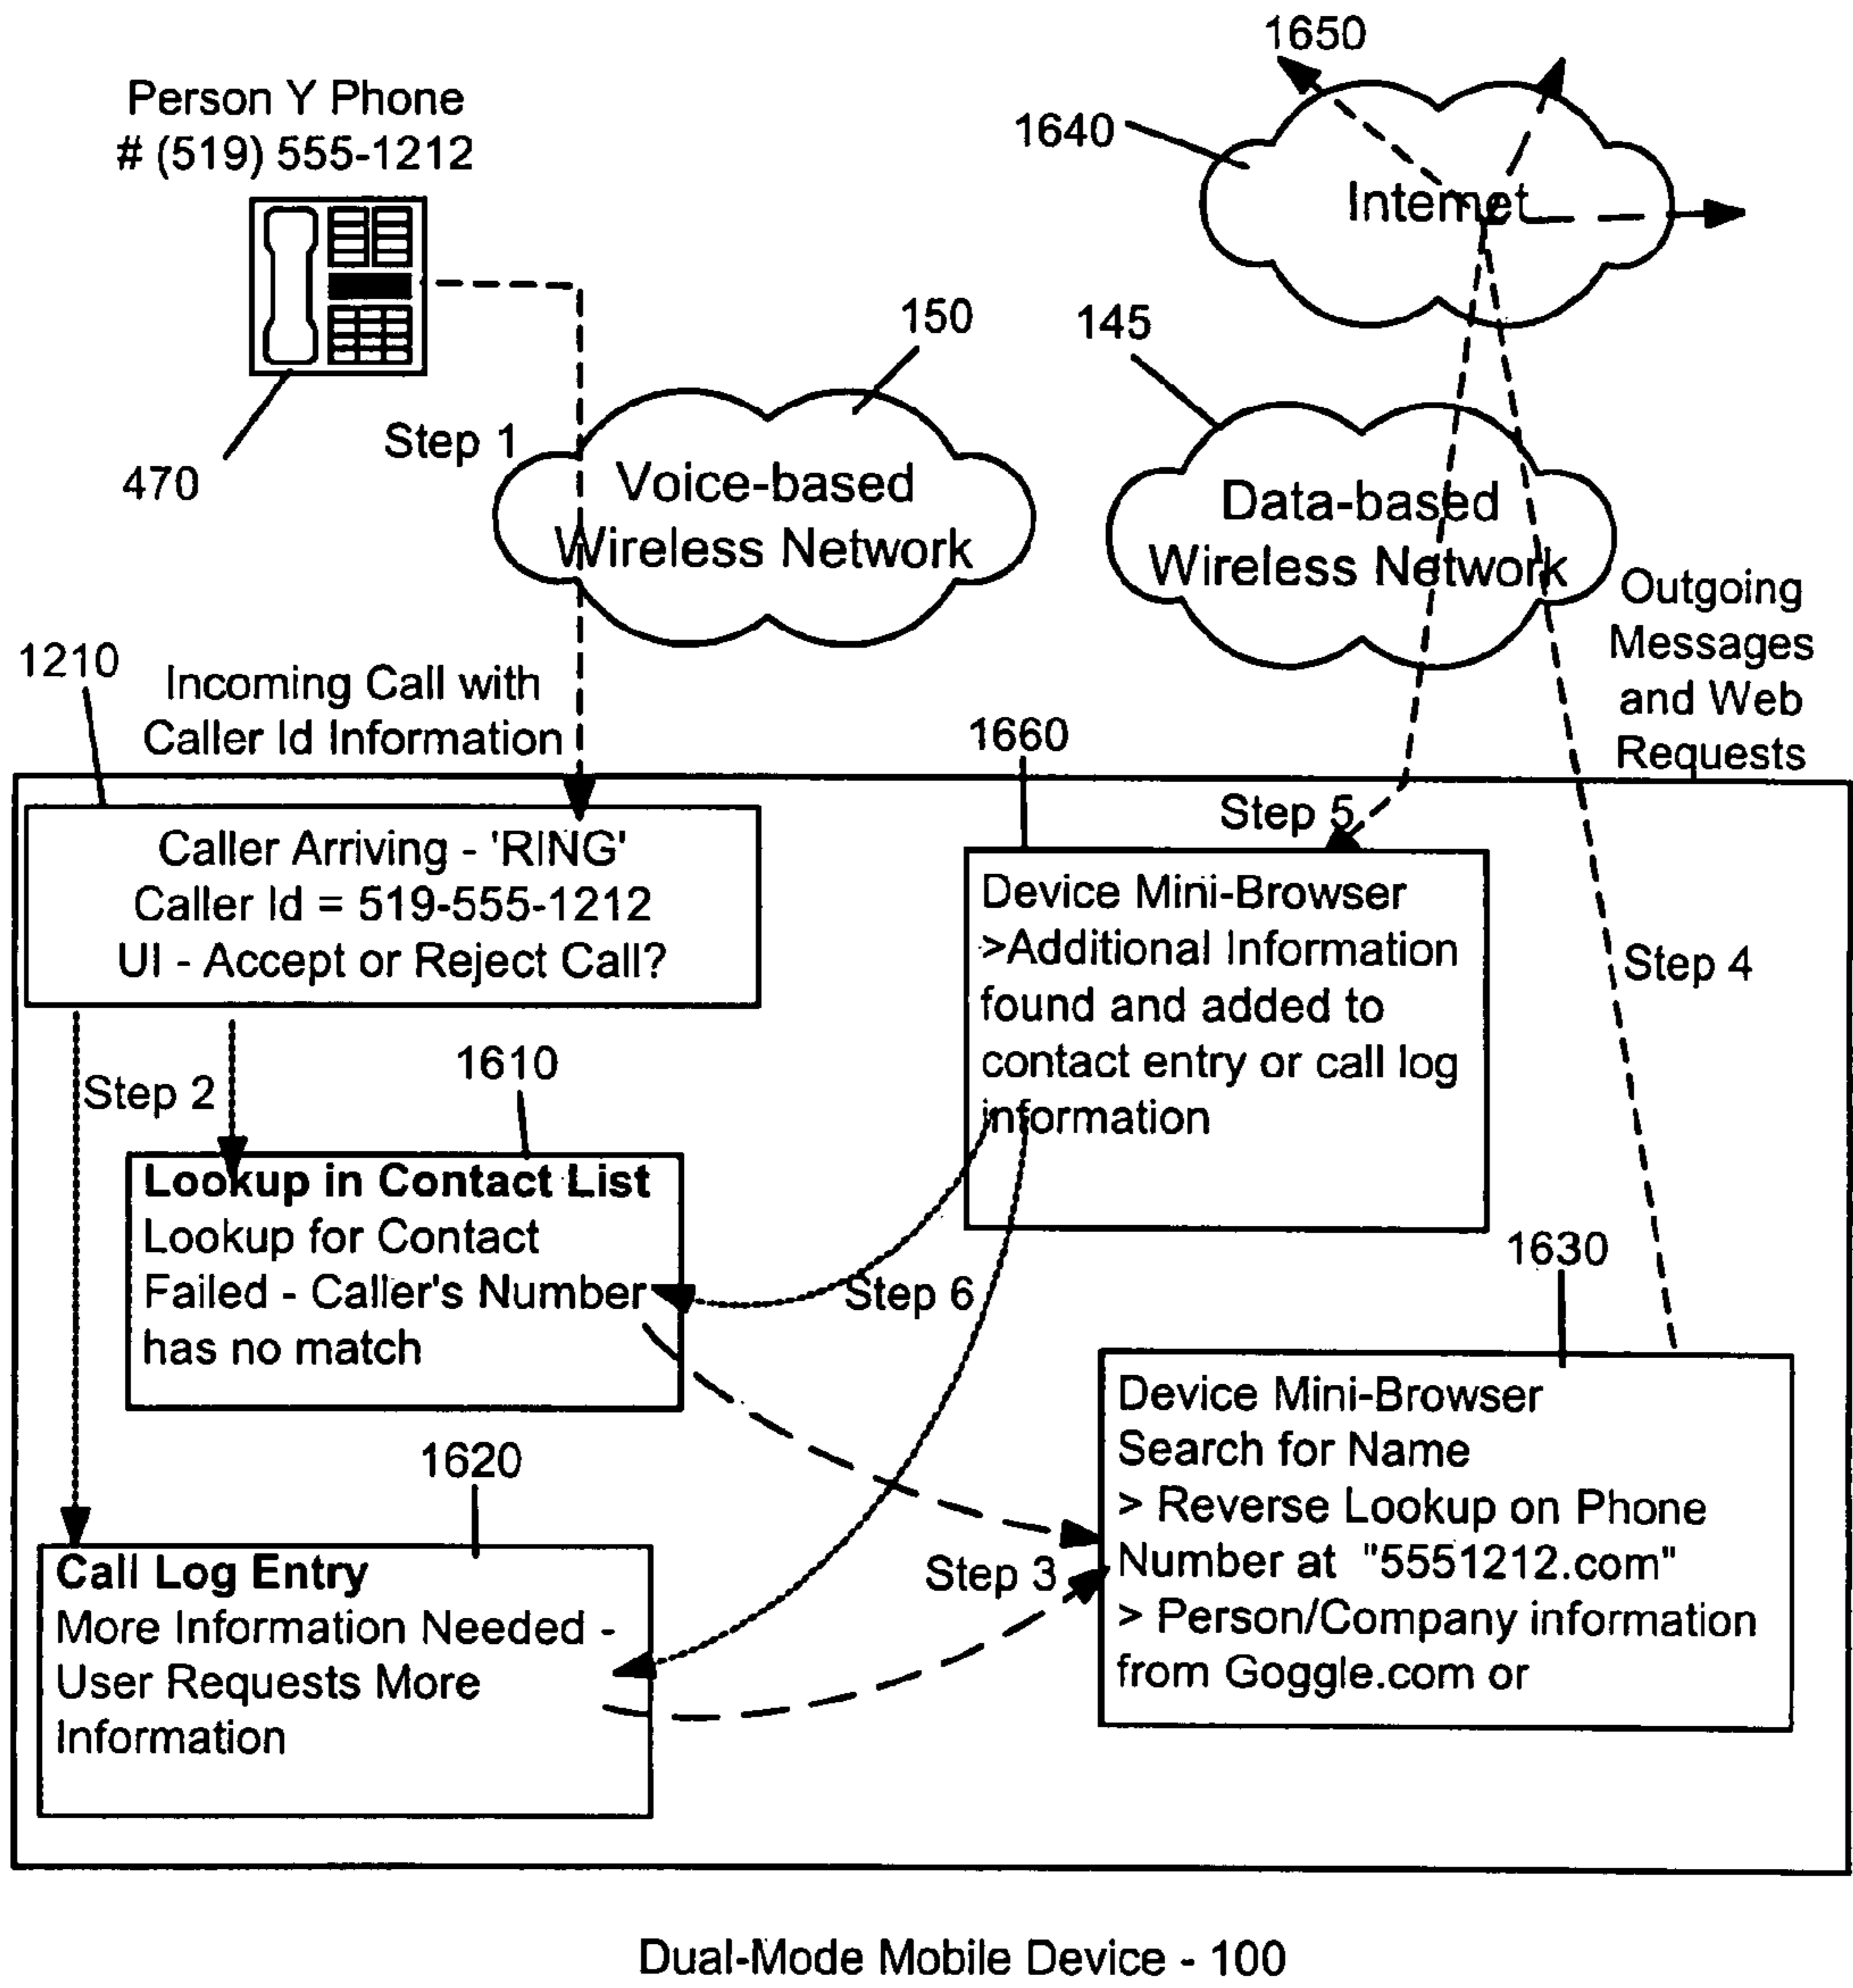 1650
Person Y Phone
# (519) 555-1212
1640
Internet
150
145
Step 1
470
Voice-based
Wireless Network
Data-based
Wireless Network
Outgoing
Messages
and Web
Requests
1210
Incoming Call with
Caller Id Information
1660
Step 5
Caller Arriving - 'RING'
Caller Id = 519-555-1212
UI - Accept or Reject Call?
Device Mini-Browser
>Additional Information
found and added to
contact entry or call log
information
Step 4
Step 2
1610
Lookup in Contact List
Lookup for Contact
Failed - Caller's Number
has no match
Step 6
1630
Device Mini-Browser
Search for Name
> Reverse Lookup on Phone
Number at "5551212.com"
> Person/Company information
from Goggle.com or
1620
Call Log Entry
More Information Needed -
User Requests More
Information
Step 3
Dual-Mode Mobile Device - 100